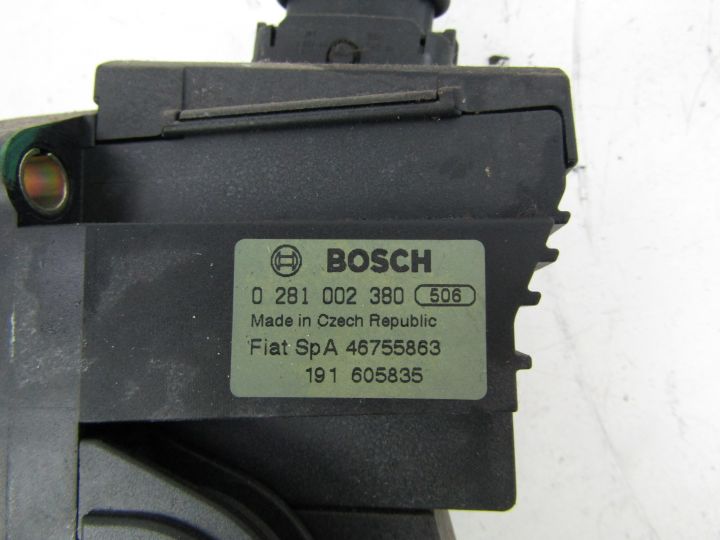 BOSCH
0 281 002 380 506
Made in Czech Republic
Fiat SpA 46755863
191 605835